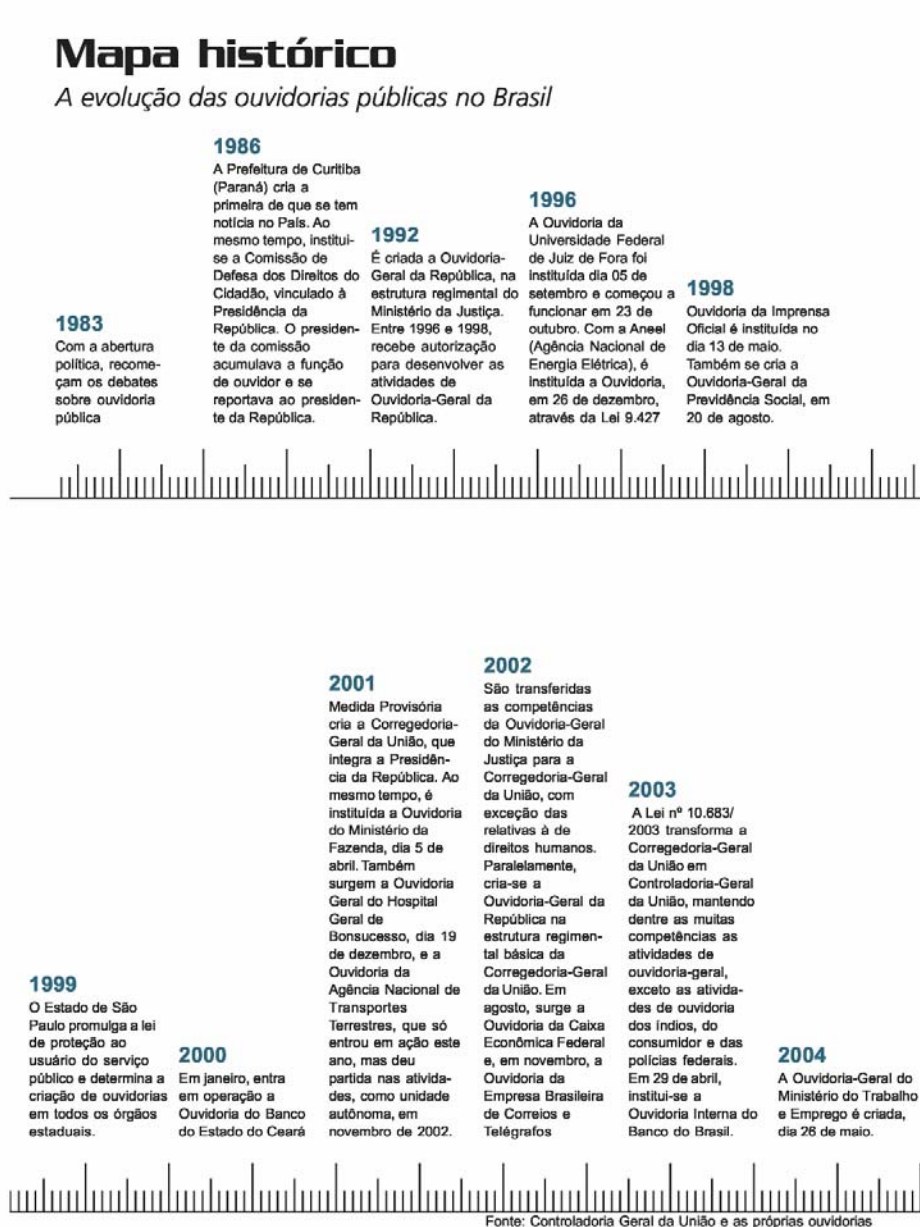 Mapa histórico
A evolução das ouvidorias públicas no Brasil
1983
Com a abertura
política, recome-
çam os debates
sobre ouvidoria
pública
1986
A Prefeitura de Curitiba
(Paraná) cria a
primeira de que se tem
notícia no País. Ao
mesmo tempo, institui-
se a Comissão de
Defesa dos Direitos do
Cidadão, vinculado à
Presidência da
República. O presiden-
te da comissão
acumulava a função
de ouvidor e se
reportava ao presiden-
te da República.
1992
É criada a Ouvidoria-
Geral da República, na
estrutura regimental do
Ministério da Justiça.
Entre 1996 e 1998,
recebe autorização
para desenvolver as
atividades de
Ouvidoria-Geral da
República.
1996
A Ouvidoria da
Universidade Federal
de Juiz de Fora foi
instituída dia 05 de
setembro e começou a
funcionar em 23 de
outubro. Com a Aneel
(Agência Nacional de
Energia Elétrica), é
instituída a Ouvidoria,
em 26 de dezembro,
através da Lei 9.427
1998
Ouvidoria da Imprensa
Oficial é instituída no
dia 13 de maio.
Também se cria a
Ouvidoria-Geral da
Previdência Social, em
20 de agosto.
1999
O Estado de São
Paulo promulga a lei
de proteção ao
usuário do serviço
público e determina a
criação de ouvidorias
em todos os órgãos
estaduais.
2000
Em janeiro, entra
em operação a
Ouvidoria do Banco
do Estado do Ceará
2001
Medida Provisória
cria a Corregedoria-
Geral da União, que
integra a Presidên-
cia da República. Ao
mesmo tempo, é
instituída a Ouvidoria
do Ministério da
Fazenda, dia 5 de
abril. Também
surgem a Ouvidoria
Geral do Hospital
Geral de
Bonsucesso, dia 19
de dezembro, e a
Ouvidoria da
Agência Nacional de
Transportes
Terrestres, que só
entrou em ação este
ano, mas deu
partida nas ativida-
des, como unidade
autônoma, em
novembro de 2002.
2002
São transferidas
as competências
da Ouvidoria-Geral
do Ministério da
Justiça para a
Corregedoria-Geral
da União, com
exceção das
relativas à de
direitos humanos.
Paralelamente,
cria-se a
Ouvidoria-Geral da
República na
estrutura regimen-
tal básica da
Corregedoria-Geral
da União. Em
agosto, surge a
Ouvidoria da Caixa
Econômica Federal
e, em novembro, a
Ouvidoria da
Empresa Brasileira
de Correios e
Telégrafos
2003
A Lei nº 10.683/
2003 transforma a
Corregedoria-Geral
da União em
Controladoria-Geral
da União, mantendo
dentre as muitas
competências as
atividades de
ouvidoria-geral,
exceto as ativida-
des de ouvidoria
dos índios, do
consumidor e das
polícias federais.
Em 29 de abril,
institui-se a
Ouvidoria Interna do
Banco do Brasil.
2004
A Ouvidoria-Geral do
Ministério do Trabalho
e Emprego é criada,
dia 26 de maio.
Fonte: Controladoria Geral da União e as próprias ouvidorias